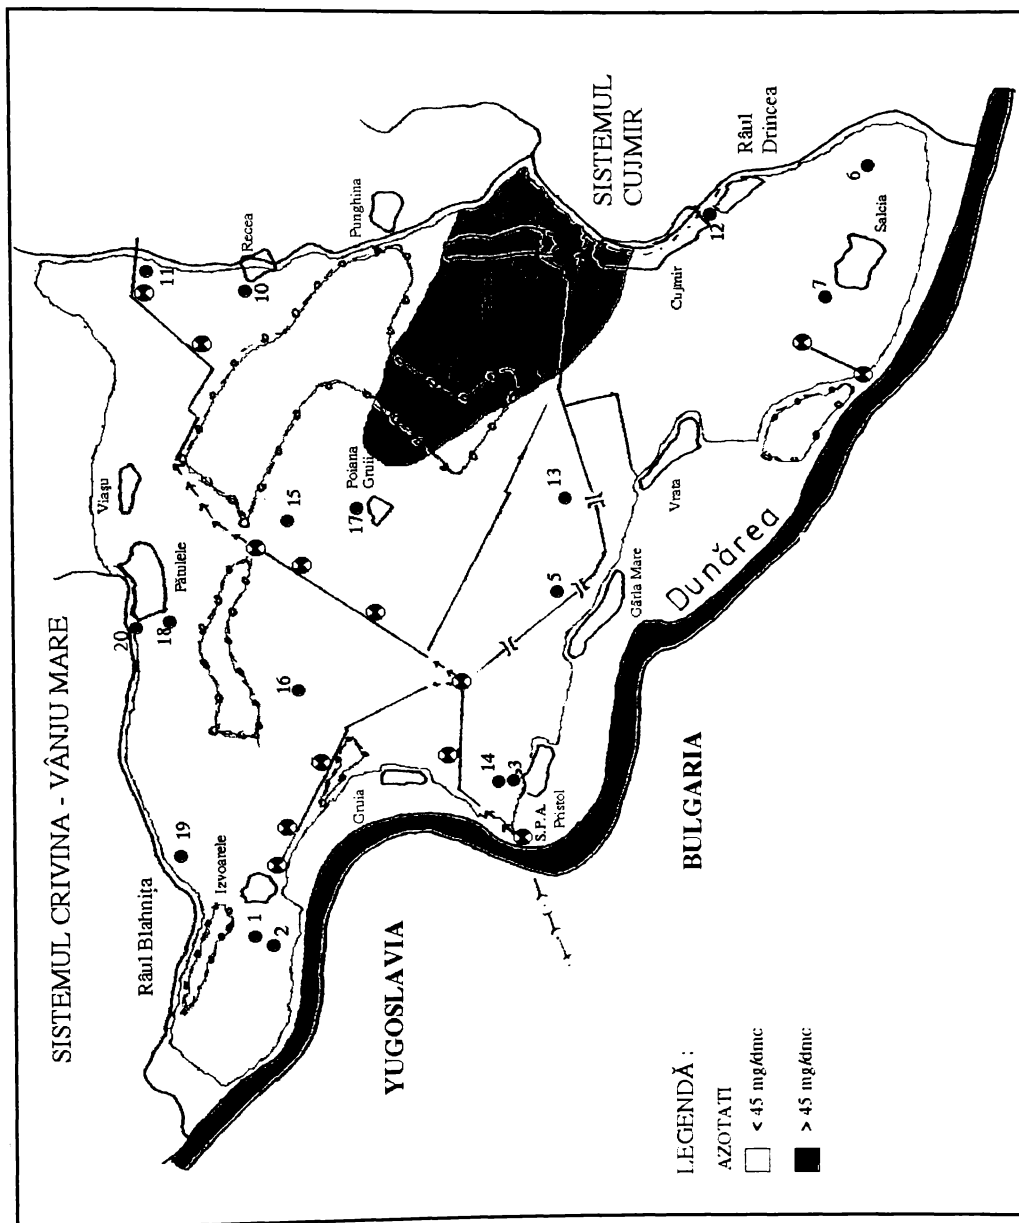 SISTEMUL CRIVINA - VÂNJU MARE
SISTEMUL
CUJMIR
Râul Blahnița
Râul
Drincea
Izvoarele
Pătulele
Viașu
Recea
Punghina
Poiana
Gruii
Gruia
S.P.A.
Pristol
Gârla Mare
Vrata
Cujmir
Salcia
Dunărea
YUGOSLAVIA
BULGARIA
1
2
3
5
6
7
10
11
12
13
14
15
16
17
18
19
20
LEGENDĂ :
AZOTATI
< 45 mg/dmc
> 45 mg/dmc